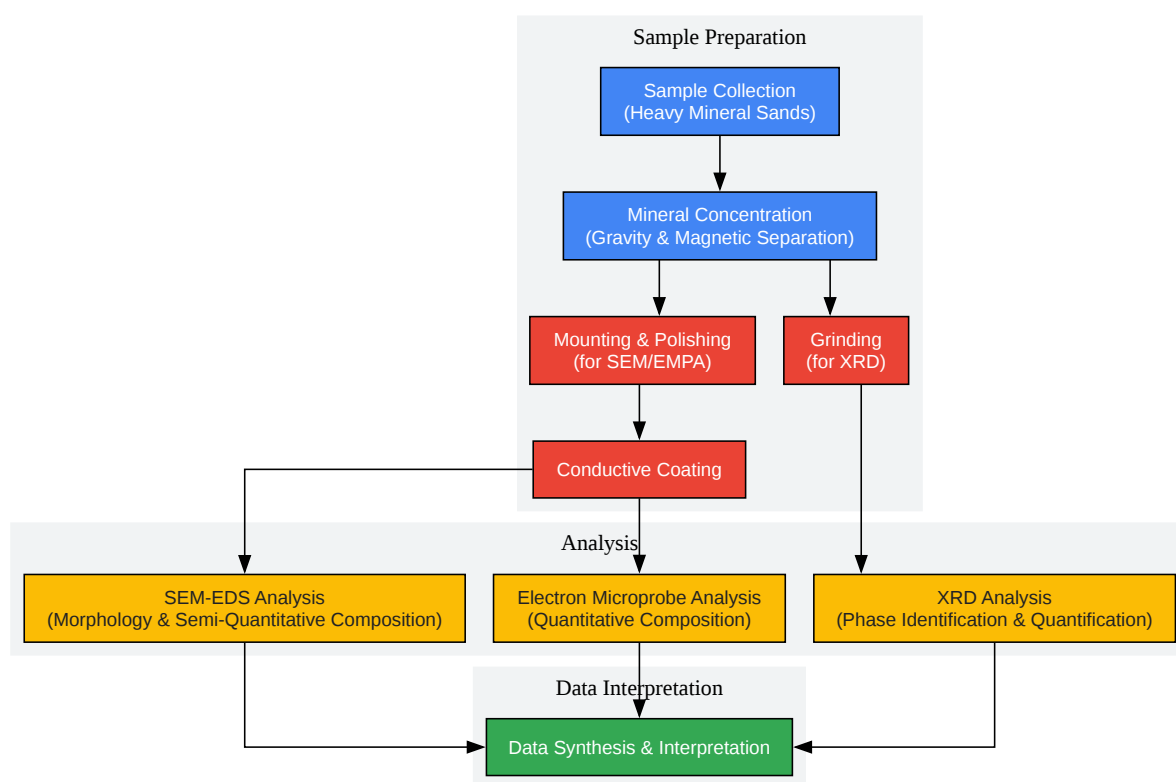 Sample Preparation
Sample Collection
(Heavy Mineral Sands)
Mineral Concentration
(Gravity & Magnetic Separation)
Mounting & Polishing
(for SEM/EMPA)
Grinding
(for XRD)
Conductive Coating
Analysis
SEM-EDS Analysis
(Morphology & Semi-Quantitative Composition)
Electron Microprobe Analysis
(Quantitative Composition)
XRD Analysis
(Phase Identification & Quantification)
Data Interpretation
Data Synthesis & Interpretation